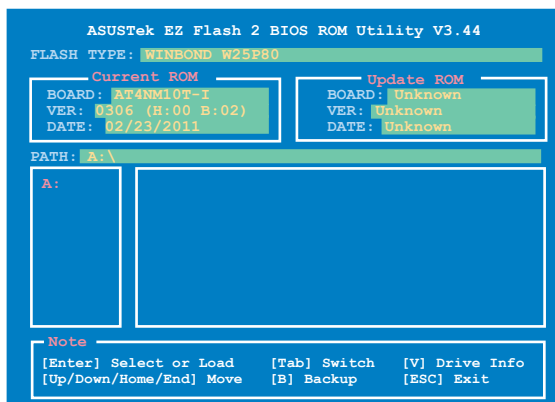 ASUSTek EZ Flash 2 BIOS ROM Utility V3.44
FLASH TYPE: WINBOND W25P80
Current ROM
BOARD: AT4NM10T-I
VER: 0306 (H:00 B:02)
DATE: 02/23/2011
Update ROM
BOARD: Unknown
VER: Unknown
DATE: Unknown
PATH: A:\
A:
Note
[Enter] Select or Load [Tab] Switch [V] Drive Info
[Up/Down/Home/End] Move [B] Backup [ESC] Exit